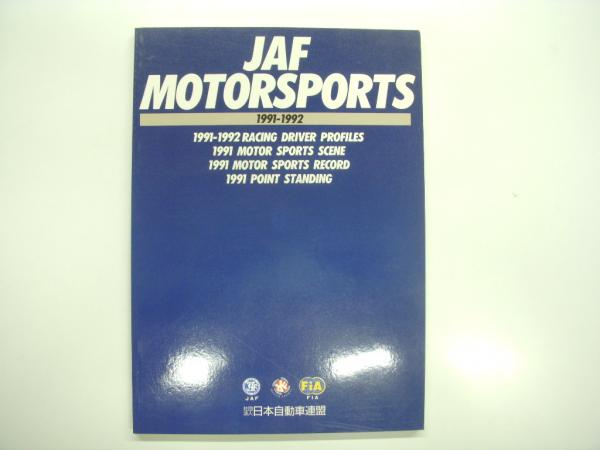 JAF
MOTORSPORTS
1991-1992
1991-1992 RACING DRIVER PROFILES
1991 MOTOR SPORTS SCENE
1991 MOTOR SPORTS RECORD
1991 POINT STANDING
FiA
JAF
FIA
日本自動車連盟